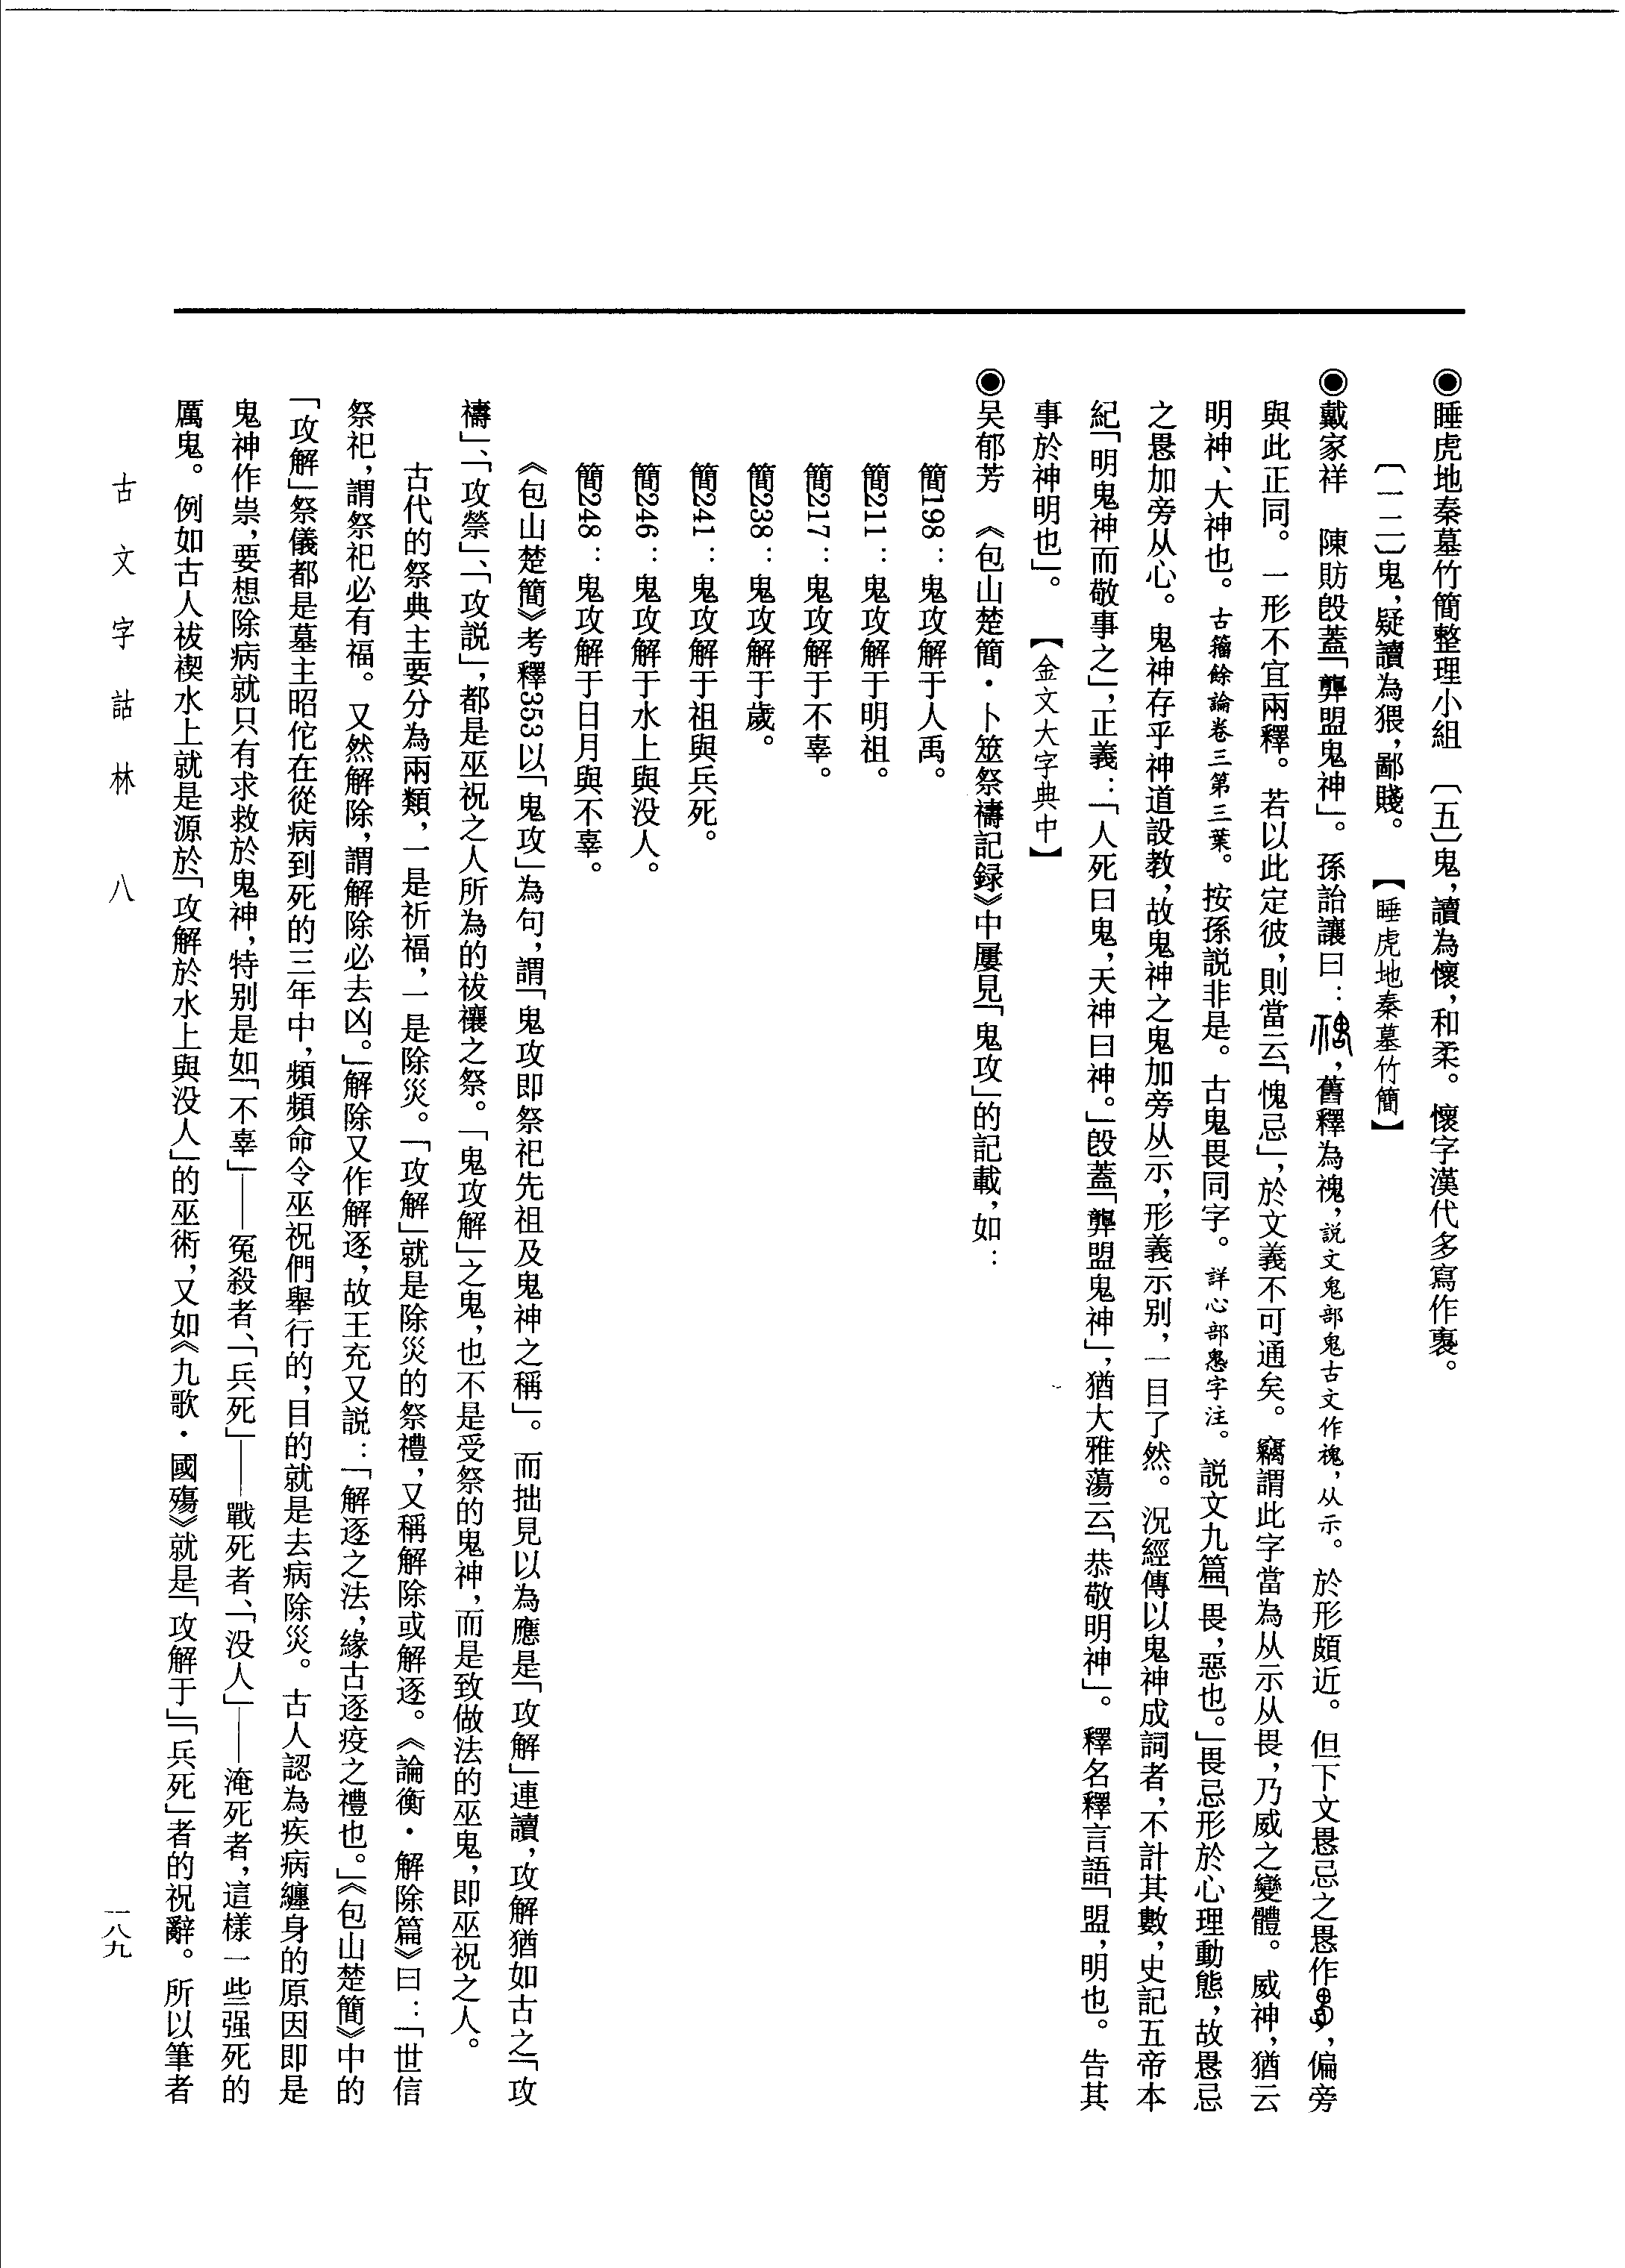 ◉睡虎地秦墓竹簡整理小組　〔五〕鬼，讀為懷，和柔。懷字漢代多寫作褱。
〔一二〕鬼，疑讀為猥，鄙賤。　【睡虎地秦墓竹簡】
◉戴家祥　陳肪𣪘蓋「龏盟鬼神」。孫詒讓曰：，舊釋為䰡，説文鬼部鬼古文作䰡，从示。於形頗近。但下文愄忌之愄作，偏旁
與此正同。一形不宜兩釋。若以此定彼，則當云「愧忌」，於文義不可通矣。竊謂此字當為从示从畏，乃威之變體。威神，猶云
明神、大神也。古籀餘論卷三第三葉。按孫説非是。古鬼畏同字。詳心部愄字注。説文九篇「畏，惡也。」畏忌形於心理動態，故愄忌
之愄加旁从心。鬼神存乎神道設教，故鬼神之鬼加旁从示，形義示别，一目了然。況經傳以鬼神成詞者，不計其數，史記五帝本
紀「明鬼神而敬事之」，正義：「人死曰鬼，天神曰神。」𣪘蓋「龏盟鬼神」，猶大雅蕩云「恭敬明神」。釋名釋言語「盟，明也。告其
事於神明也」。　【金文大字典中】
◉吴郁芳　《包山楚簡·卜筮祭禱記録》中屢見「鬼攻」的記載，如：
簡198：鬼攻解于人禹。
簡211：鬼攻解于明祖。
簡217：鬼攻解于不辜。
簡238：鬼攻解于歲。
簡241：鬼攻解于祖與兵死。
簡246：鬼攻解于水上與没人。
簡248：鬼攻解于日月與不辜。
《包山楚簡》考釋353以「鬼攻」為句，謂「鬼攻即祭祀先祖及鬼神之稱」。而拙見以為應是「攻解」連讀，攻解猶如古之「攻
禱」、「攻禜」、「攻説」，都是巫祝之人所為的祓禳之祭。「鬼攻解」之鬼，也不是受祭的鬼神，而是致做法的巫鬼，即巫祝之人。
古代的祭典主要分為兩類，一是祈福，一是除災。「攻解」就是除災的祭禮，又稱解除或解逐。《論衡·解除篇》曰：「世信
祭祀，謂祭祀必有福。又然解除，謂解除必去凶。」解除又作解逐，故王充又説：「解逐之法，緣古逐疫之禮也。」《包山楚簡》中的
「攻解」祭儀都是墓主昭佗在從病到死的三年中，頻頻命令巫祝們舉行的，目的就是去病除災。古人認為疾病纏身的原因即是
鬼神作祟，要想除病就只有求救於鬼神，特别是如「不辜」——冤殺者、「兵死」——戰死者、「没人」——淹死者，這樣一些强死的
厲鬼。例如古人祓禊水上就是源於「攻解於水上與没人」的巫術，又如《九歌·國殤》就是「攻解于」「兵死」者的祝辭。所以筆者
古文字詁林　八
一八九